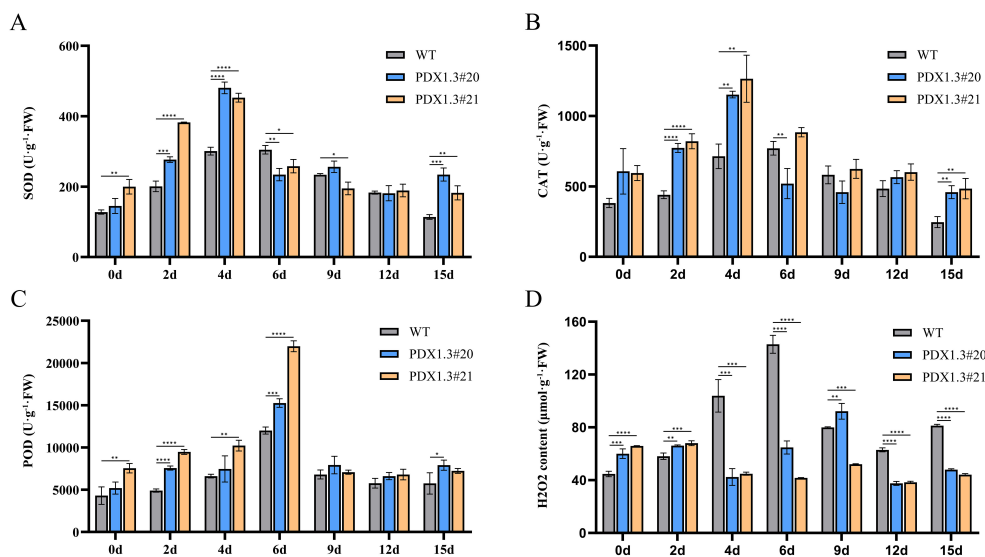 A
SOD (U·g⁻¹·FW)
600
400
200
0
0d 2d 4d 6d 9d 12d 15d
WT
PDX1.3#20
PDX1.3#21
**
***
****
****
****
**
*
*
***
**
B
CAT (U·g⁻¹·FW)
1500
1000
500
0
0d 2d 4d 6d 9d 12d 15d
WT
PDX1.3#20
PDX1.3#21
****
****
**
**
**
**
**
C
POD (U·g⁻¹·FW)
25000
20000
15000
10000
5000
0
0d 2d 4d 6d 9d 12d 15d
WT
PDX1.3#20
PDX1.3#21
**
****
****
**
***
****
*
D
H2O2 content (μmol·g⁻¹·FW)
160
120
80
40
0
0d 2d 4d 6d 9d 12d 15d
WT
PDX1.3#20
PDX1.3#21
***
****
**
***
***
***
****
****
**
***
****
****
****
****